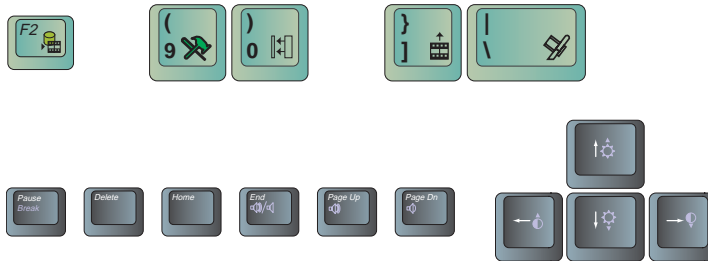 F2
(
9
)
0
}
]
|
\
Pause
Break
Delete
Home
End
Page Up
Page Dn